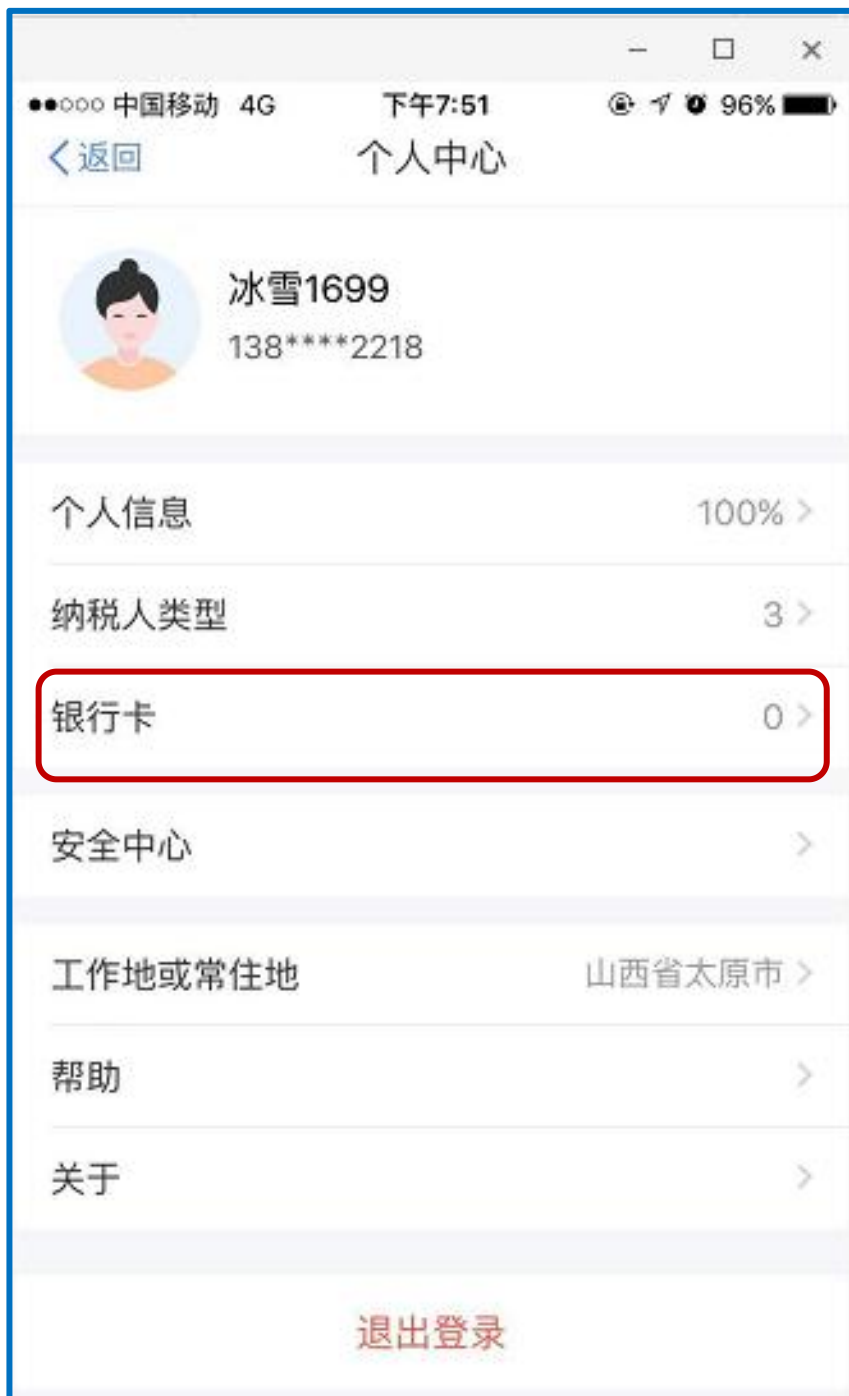 中国移动 4G 下午7:51 96%
返回 个人中心
冰雪1699
138****2218
个人信息 100%
纳税人类型 3
银行卡 0
安全中心
工作地或常住地 山西省太原市
帮助
关于
退出登录